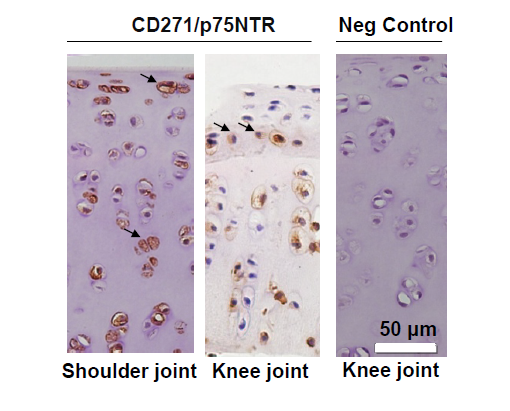 CD271/p75NTR
Neg Control
50 µm
Shoulder joint
Knee joint
Knee joint